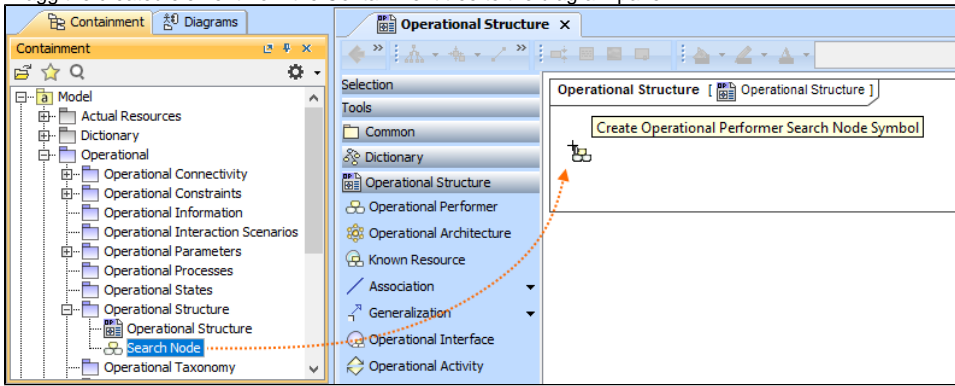 Containment
Diagrams
Containment
Model
Actual Resources
Dictionary
Operational
Operational Connectivity
Operational Constraints
Operational Information
Operational Interaction Scenarios
Operational Parameters
Operational Processes
Operational States
Operational Structure
Operational Structure
Search Node
Operational Taxonomy
Operational Structure
Selection
Tools
Common
Dictionary
Operational Structure
Operational Performer
Operational Architecture
Known Resource
Association
Generalization
Operational Interface
Operational Activity
Operational Structure [ Operational Structure ]
Create Operational Performer Search Node Symbol